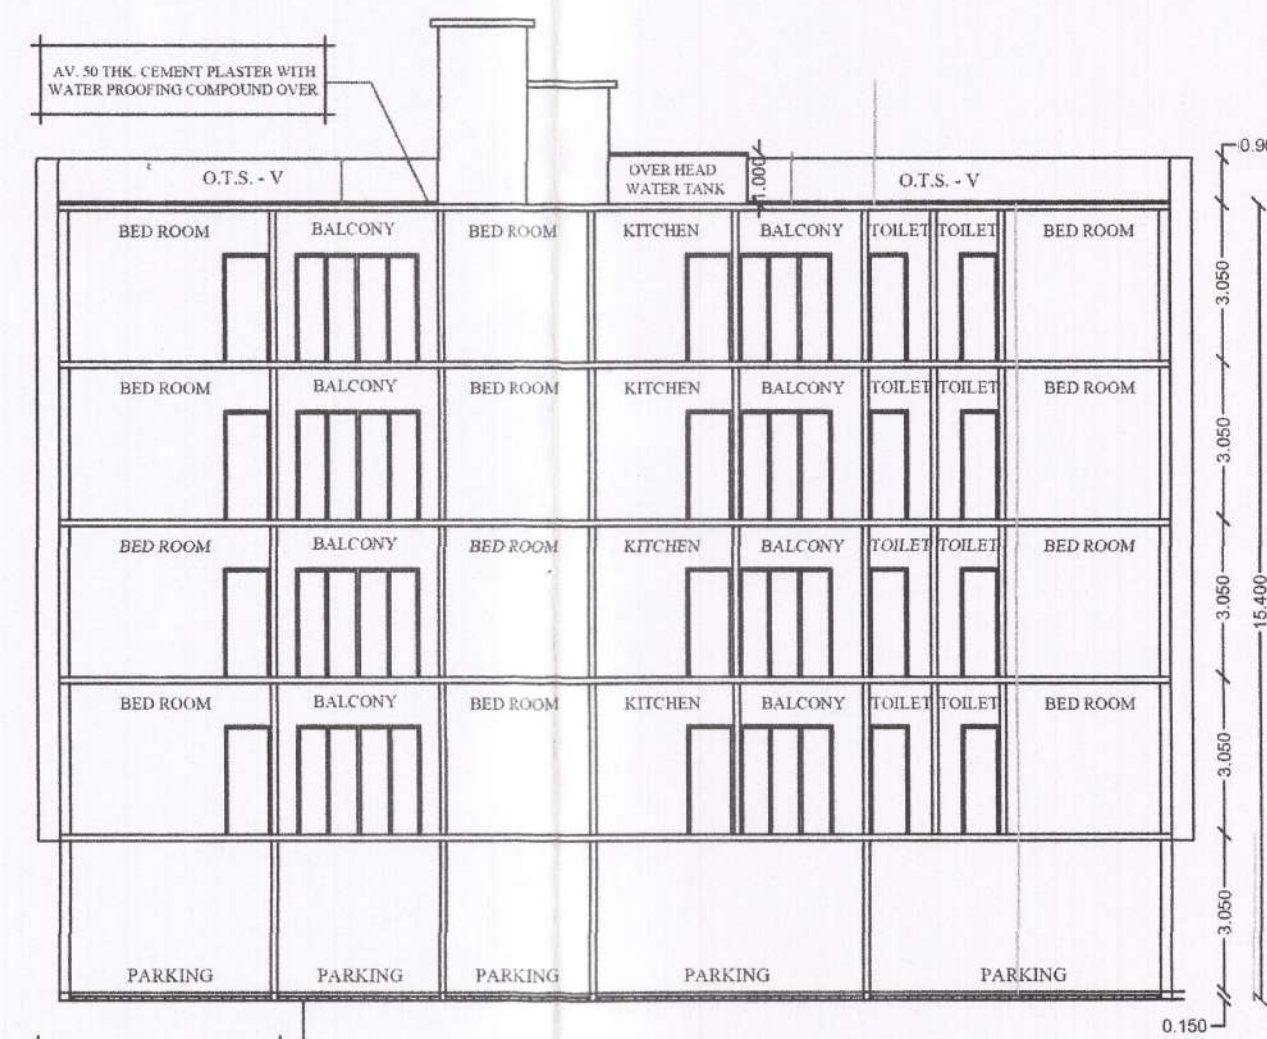 AV. 50 THK. CEMENT PLASTER WITH
WATER PROOFING COMPOUND OVER
O.T.S. - V
OVER HEAD
WATER TANK
1.000
O.T.S. - V
BED ROOM BALCONY BED ROOM KITCHEN BALCONY TOILET TOILET BED ROOM
3.050
BED ROOM BALCONY BED ROOM KITCHEN BALCONY TOILET TOILET BED ROOM
3.050
BED ROOM BALCONY BED ROOM KITCHEN BALCONY TOILET TOILET BED ROOM
3.050
15.400
BED ROOM BALCONY BED ROOM KITCHEN BALCONY TOILET TOILET BED ROOM
3.050
3.050
PARKING PARKING PARKING PARKING PARKING
0.150